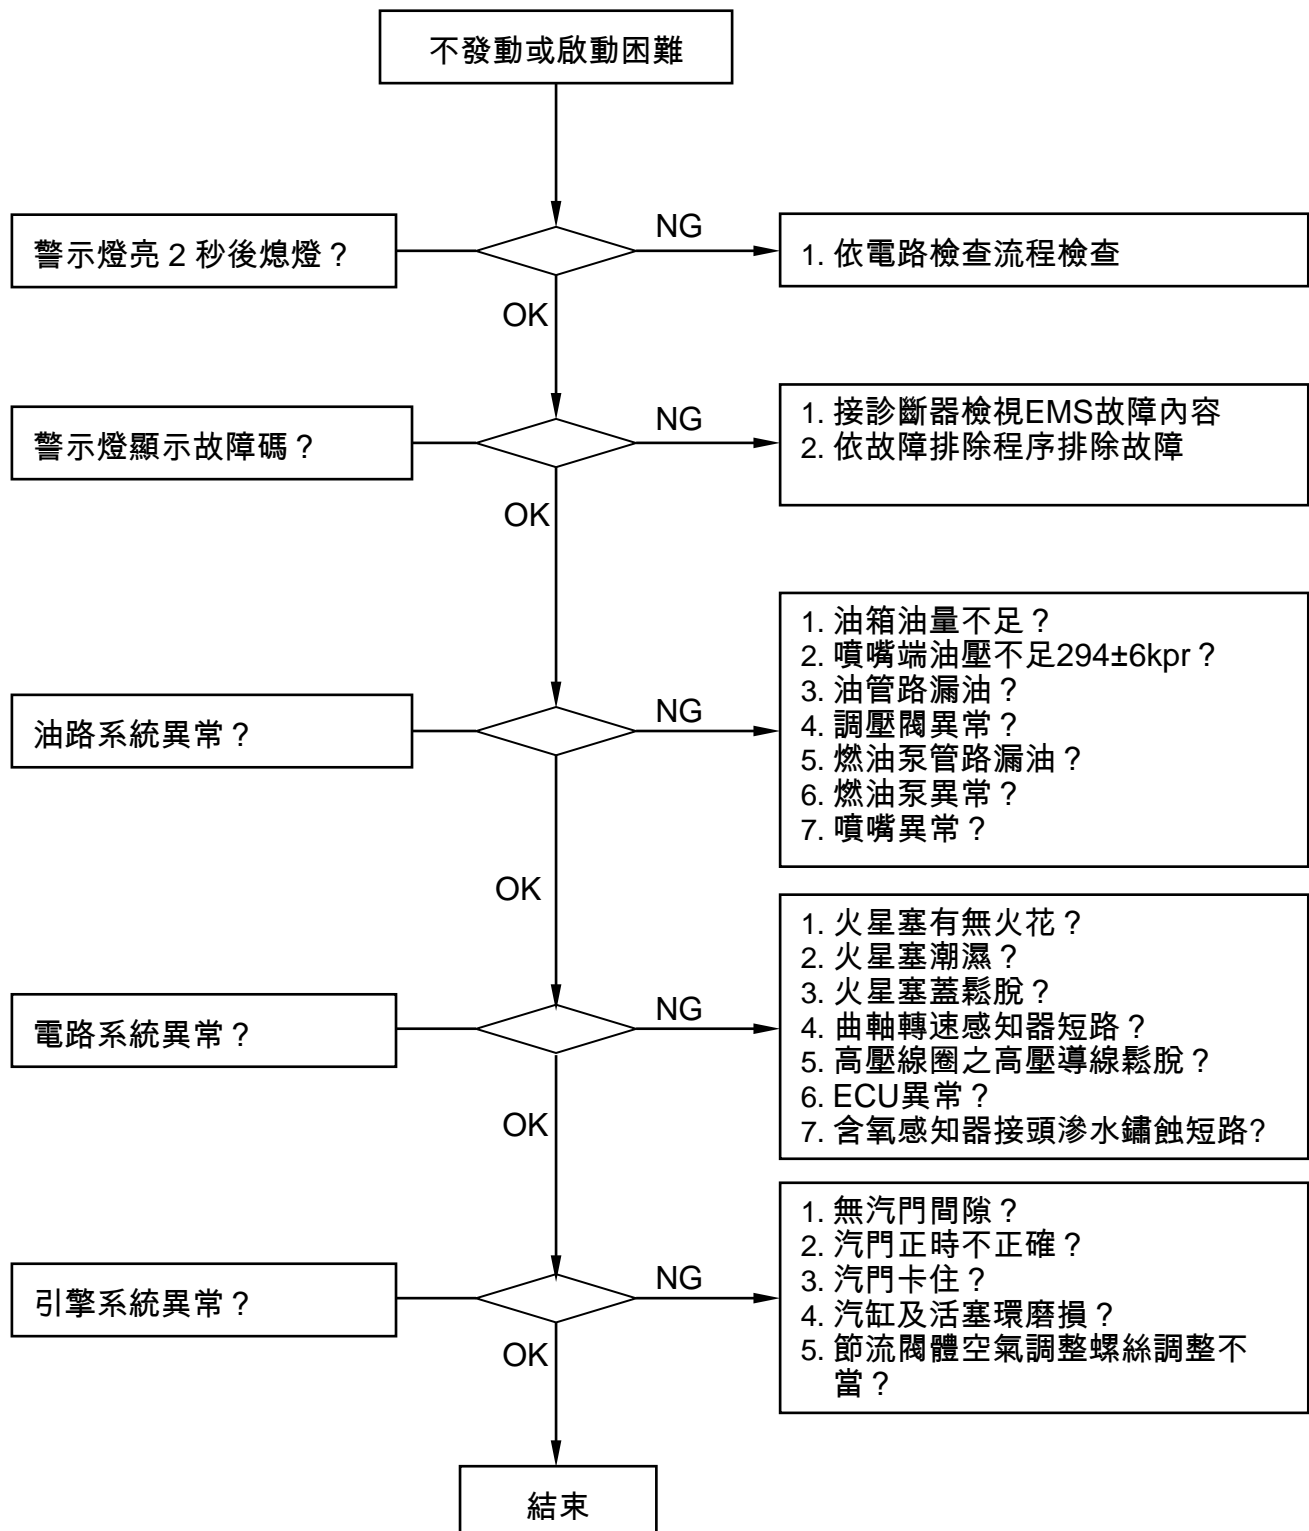 不發動或啟動困難
警示燈亮 2 秒後熄燈？
NG
1. 依電路檢查流程檢查
OK
警示燈顯示故障碼？
NG
1. 接診斷器檢視EMS故障內容
2. 依故障排除程序排除故障
OK
油路系統異常？
NG
1. 油箱油量不足？
2. 噴嘴端油壓不足294±6kpr？
3. 油管路漏油？
4. 調壓閥異常？
5. 燃油泵管路漏油？
6. 燃油泵異常？
7. 噴嘴異常？
OK
電路系統異常？
NG
1. 火星塞有無火花？
2. 火星塞潮濕？
3. 火星塞蓋鬆脫？
4. 曲軸轉速感知器短路？
5. 高壓線圈之高壓導線鬆脫？
6. ECU異常？
7. 含氧感知器接頭滲水鏽蝕短路?
OK
引擎系統異常？
NG
1. 無汽門間隙？
2. 汽門正時不正確？
3. 汽門卡住？
4. 汽缸及活塞環磨損？
5. 節流閥體空氣調整螺絲調整不
當？
OK
結束